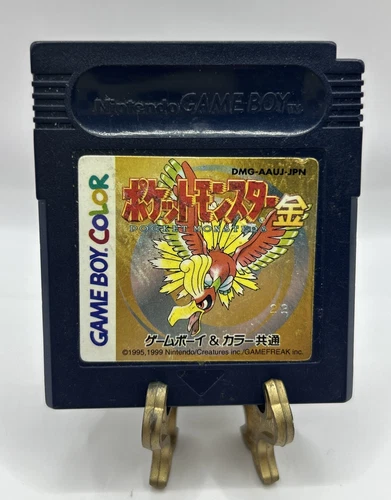 Nintendo GAME BOY TM
DMG-AAUJ-JPN
GAME BOY COLOR
ポケットモンスター金
POCKET MONSTERS
ゲームボーイ & カラー共通
©1995,1999 Nintendo/Creatures inc./GAMEFREAK inc.